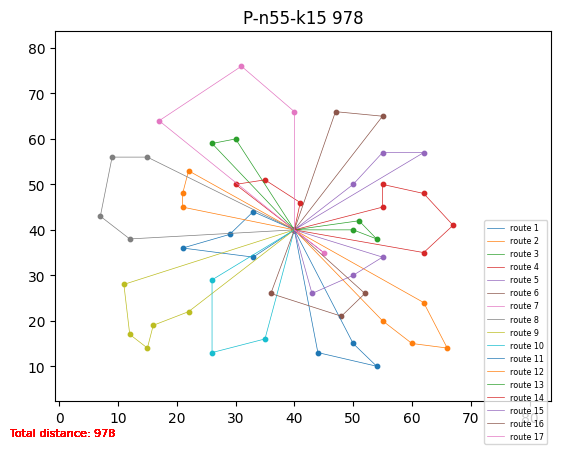 P-n55-k15 978
80
70
60
50
40
30
20
10
0 10 20 30 40 50 60 70
route 1
route 2
route 3
route 4
route 5
route 6
route 7
route 8
route 9
route 10
route 11
route 12
route 13
route 14
route 15
route 16
route 17
Total distance: